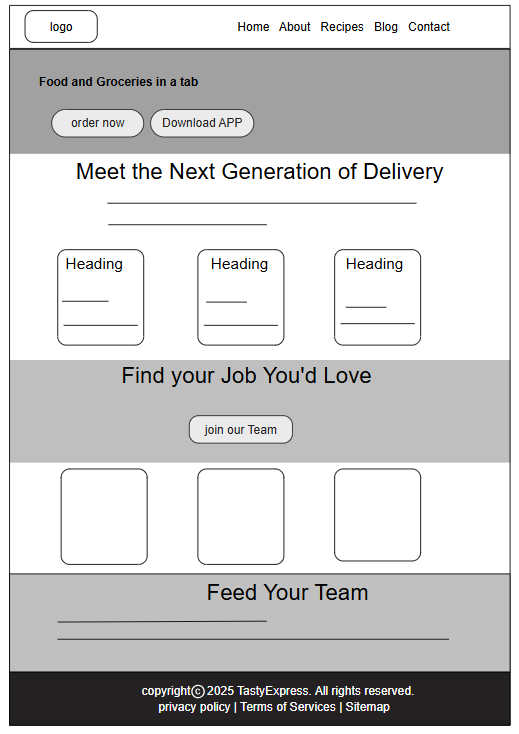 logo
Home About Recipes Blog Contact
Food and Groceries in a tab
order now
Download APP
Meet the Next Generation of Delivery
Heading
Heading
Heading
Find your Job You'd Love
join our Team
Feed Your Team
copyright© 2025 TastyExpress. All rights reserved.
privacy policy | Terms of Services | Sitemap